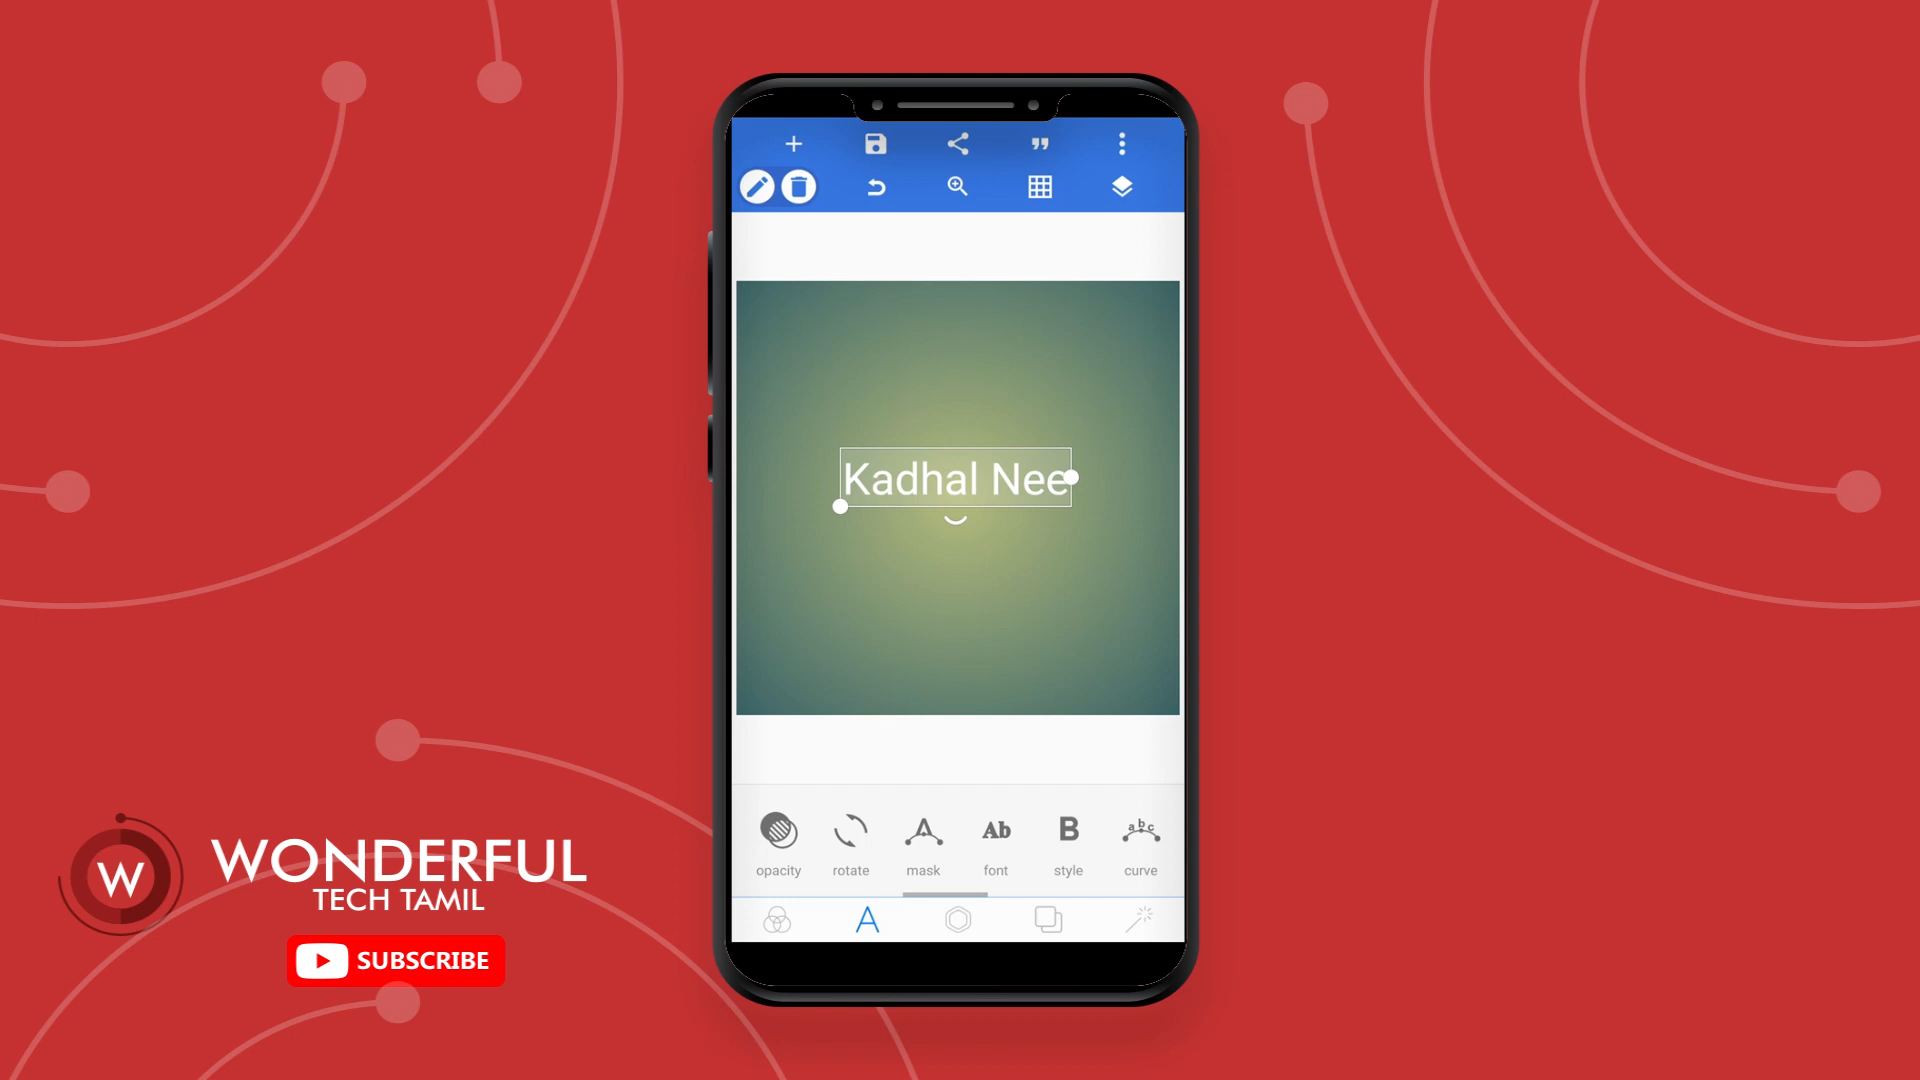 Kadhal Nee
opacity rotate mask font style curve
Ab B abc
A
W
WONDERFUL
TECH TAMIL
SUBSCRIBE